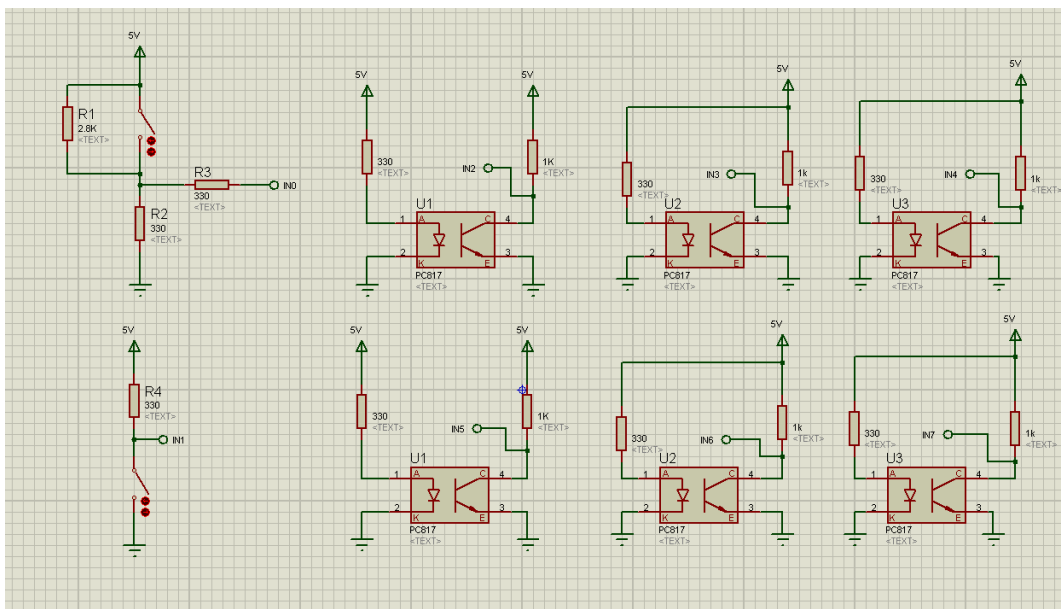 5V
R1
2.8K
<TEXT>
R3
330
<TEXT>
IN0
R2
330
<TEXT>
5V
5V
330
<TEXT>
1K
<TEXT>
IN2
U1
1
A
C
4
2
K
E
3
PC817
<TEXT>
5V
330
<TEXT>
1k
<TEXT>
IN3
U2
1
A
C
4
2
K
E
3
PC817
<TEXT>
5V
330
<TEXT>
1k
<TEXT>
IN4
U3
1
A
C
4
2
K
E
3
PC817
<TEXT>
5V
R4
330
<TEXT>
IN1
5V
5V
330
<TEXT>
1K
<TEXT>
IN5
U1
1
A
C
4
2
K
E
3
PC817
<TEXT>
5V
330
<TEXT>
1k
<TEXT>
IN6
U2
1
A
C
4
2
K
E
3
PC817
<TEXT>
5V
330
<TEXT>
1k
<TEXT>
IN7
U3
1
A
C
4
2
K
E
3
PC817
<TEXT>